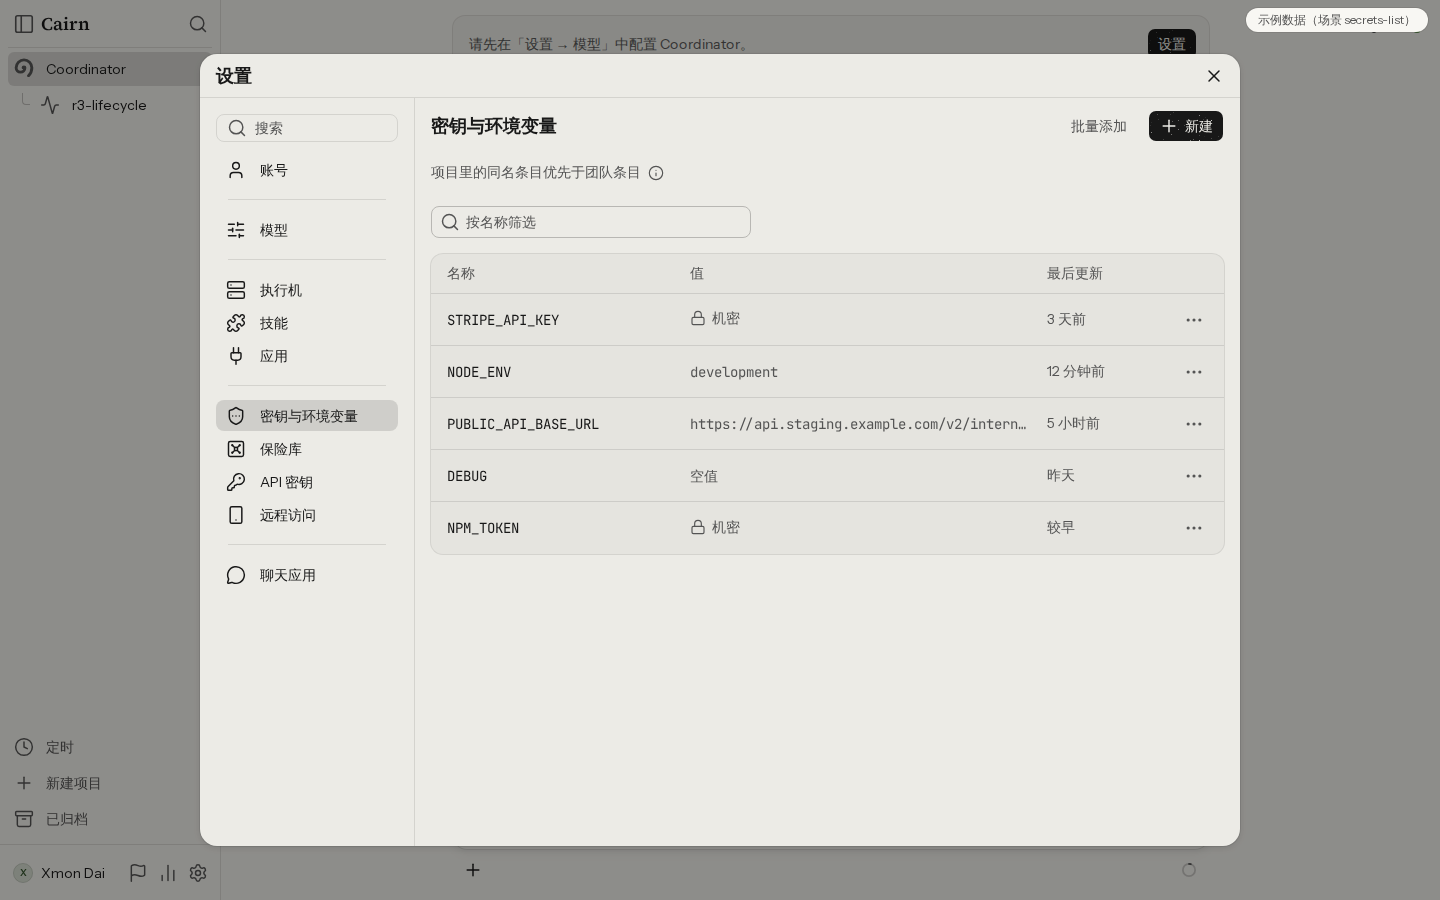 Cairn
Coordinator
r3-lifecycle
定时
新建项目
已归档
X
Xmon Dai
请先在「设置 → 模型」中配置 Coordinator。
设置
示例数据（场景 secrets-list）
设置
搜索
账号
模型
执行机
技能
应用
密钥与环境变量
保险库
API 密钥
远程访问
聊天应用
密钥与环境变量
批量添加
新建
项目里的同名条目优先于团队条目
按名称筛选
名称 值 最后更新
STRIPE_API_KEY 机密 3 天前
NODE_ENV development 12 分钟前
PUBLIC_API_BASE_URL https://api.staging.example.com/v2/intern… 5 小时前
DEBUG 空值 昨天
NPM_TOKEN 机密 较早